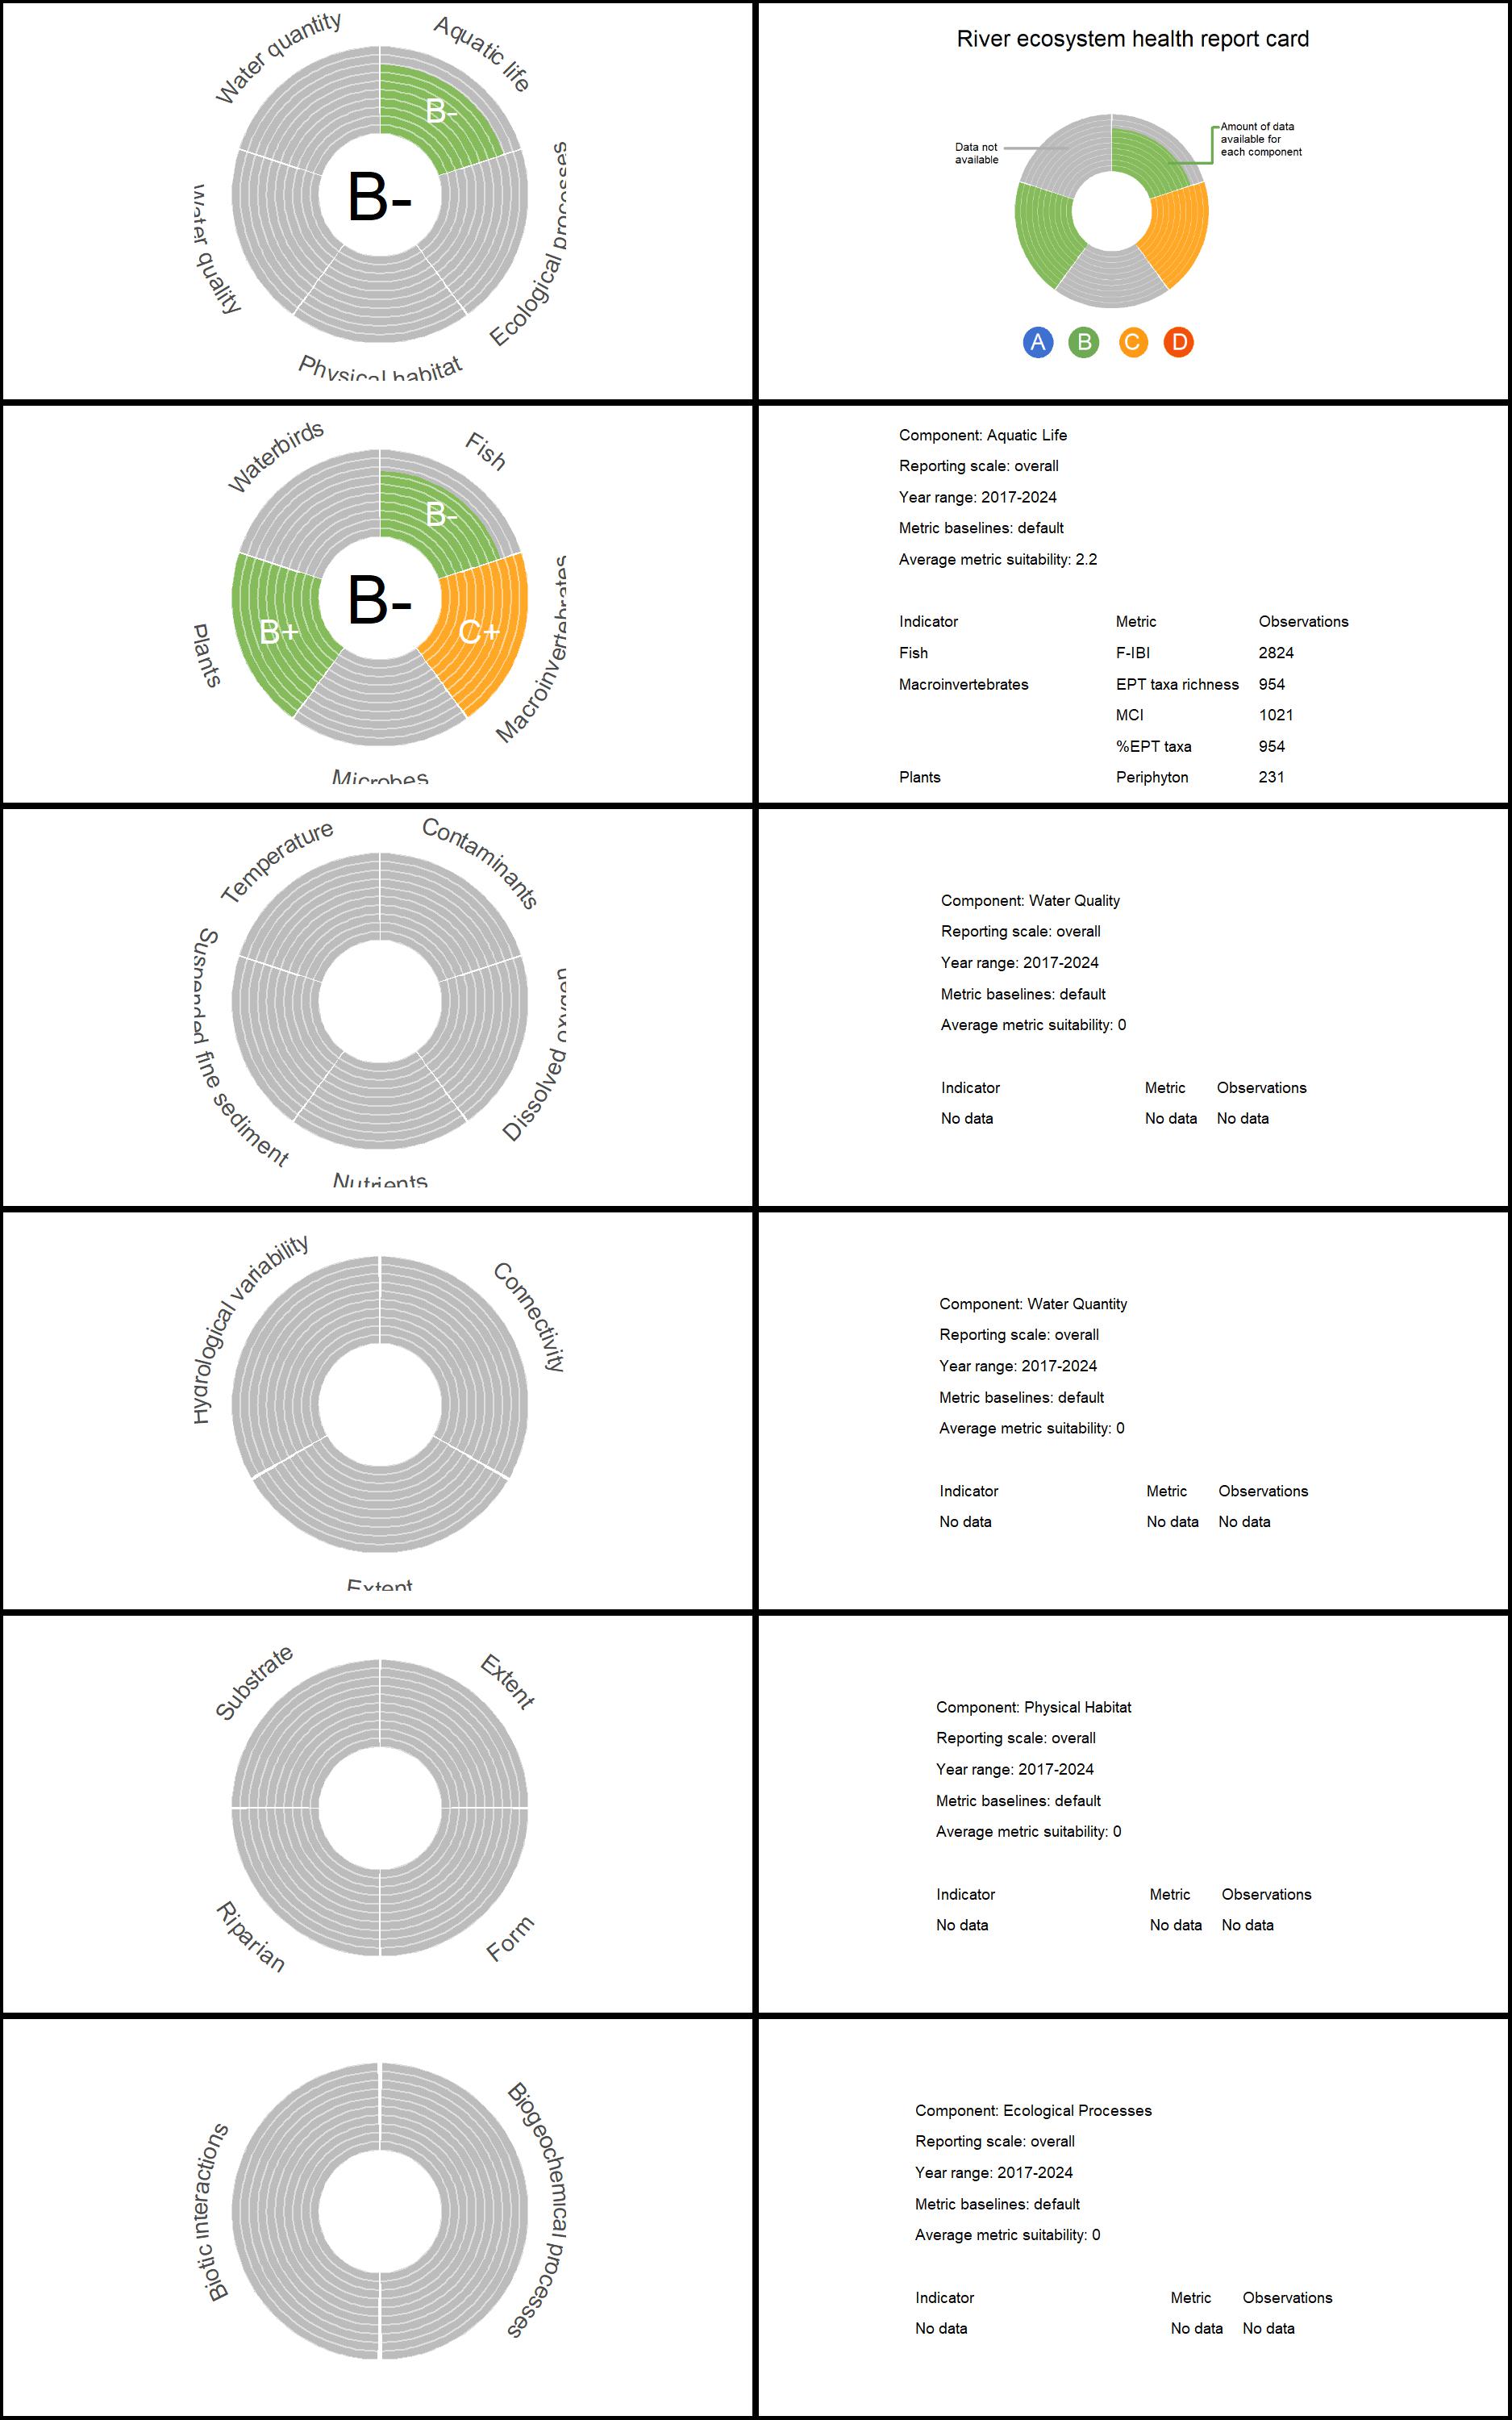 Water quantity
Aquatic life
B-
B-
Ecological processes
Water quality
Physical habitat
River ecosystem health report card
Data not
available
Amount of data
available for
each component
A B C D
Waterbirds
Fish
B-
B-
B+
C+
Plants
Macroinvertebrates
Microbes
Component: Aquatic Life
Reporting scale: overall
Year range: 2017-2024
Metric baselines: default
Average metric suitability: 2.2
Indicator Metric Observations
Fish F-IBI 2824
Macroinvertebrates EPT taxa richness 954
MCI 1021
%EPT taxa 954
Plants Periphyton 231
Temperature
Contaminants
Suspended fine sediment
Dissolved oxygen
Nutrients
Component: Water Quality
Reporting scale: overall
Year range: 2017-2024
Metric baselines: default
Average metric suitability: 0
Indicator Metric Observations
No data No data No data
Hydrological variability
Connectivity
Extent
Component: Water Quantity
Reporting scale: overall
Year range: 2017-2024
Metric baselines: default
Average metric suitability: 0
Indicator Metric Observations
No data No data No data
Substrate
Extent
Riparian
Form
Component: Physical Habitat
Reporting scale: overall
Year range: 2017-2024
Metric baselines: default
Average metric suitability: 0
Indicator Metric Observations
No data No data No data
Biotic interactions
Biogeochemical processes
Component: Ecological Processes
Reporting scale: overall
Year range: 2017-2024
Metric baselines: default
Average metric suitability: 0
Indicator Metric Observations
No data No data No data